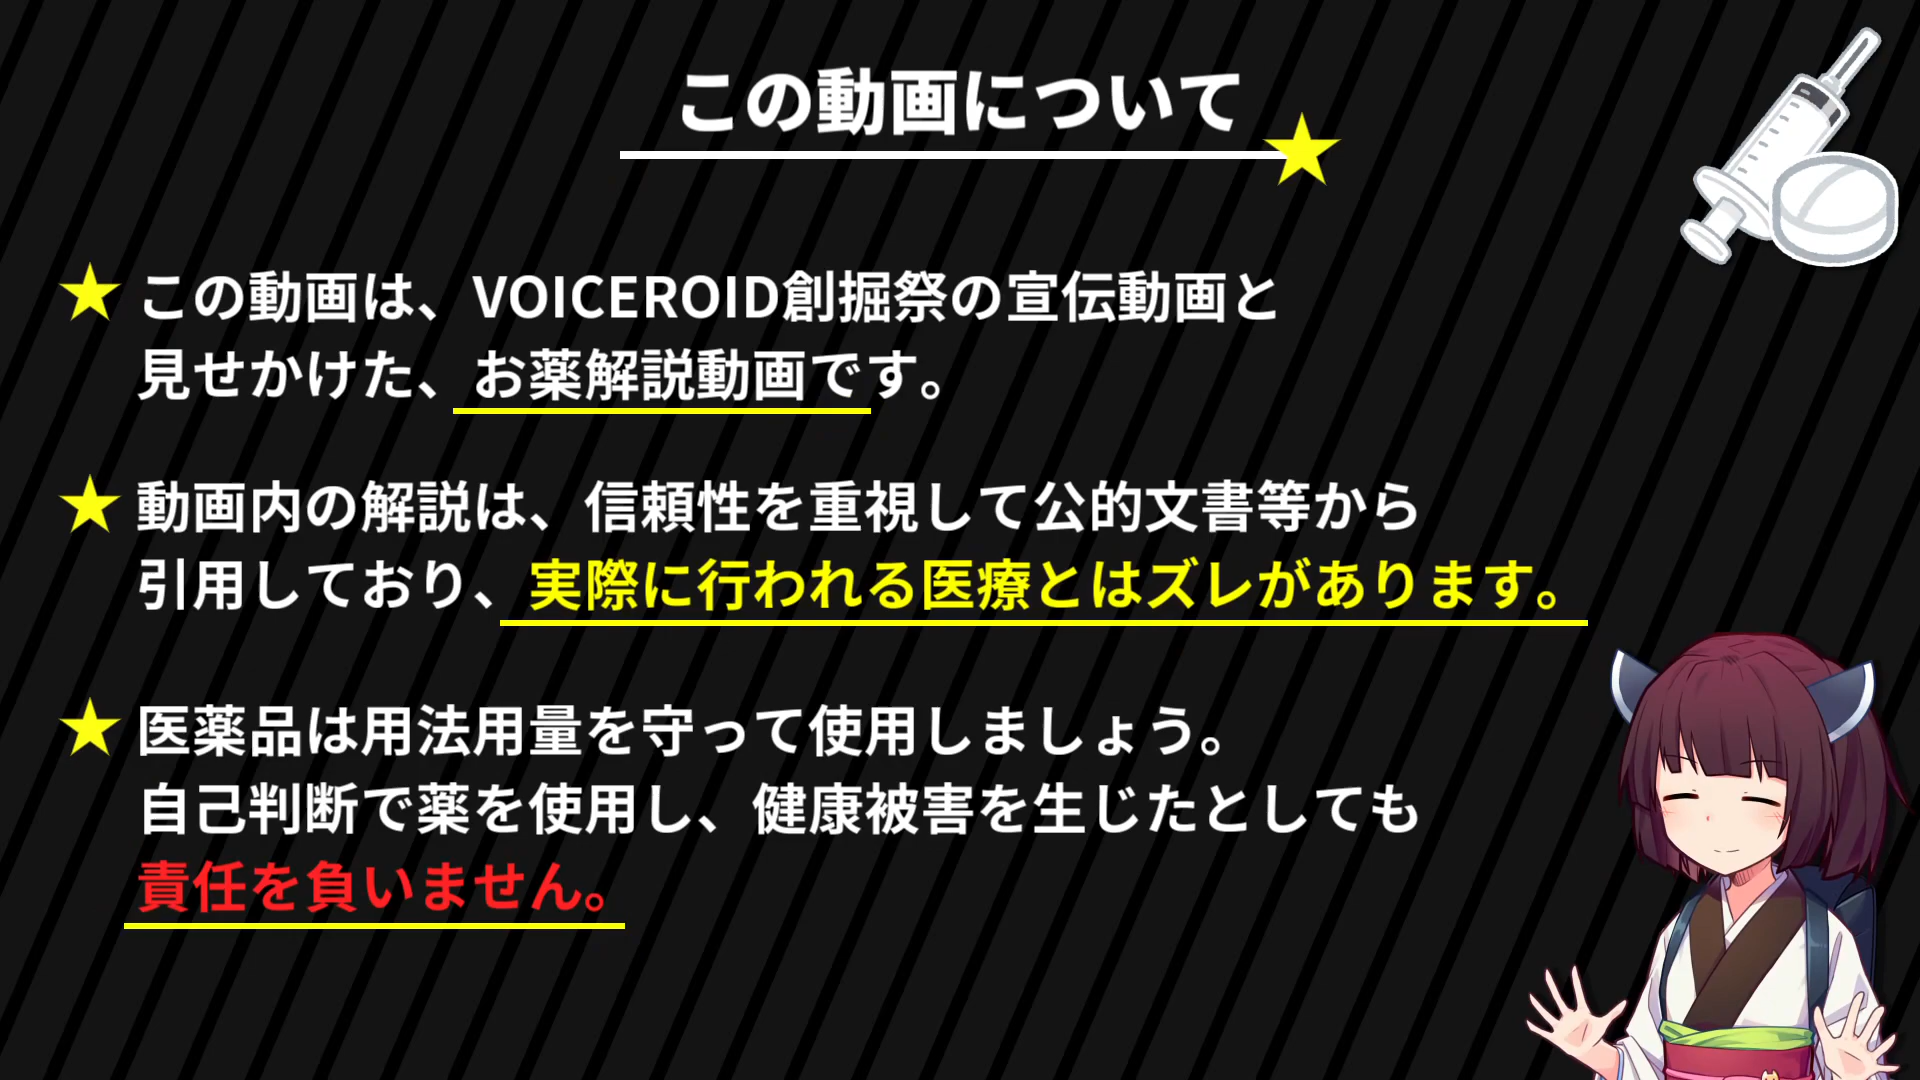 この動画について
この動画は、VOICEROID創掘祭の宣伝動画と
見せかけた、お薬解説動画です。
動画内の解説は、信頼性を重視して公的文書等から
引用しており、実際に行われる医療とはズレがあります。
医薬品は用法用量を守って使用しましょう。
自己判断で薬を使用し、健康被害を生じたとしても
責任を負いません。